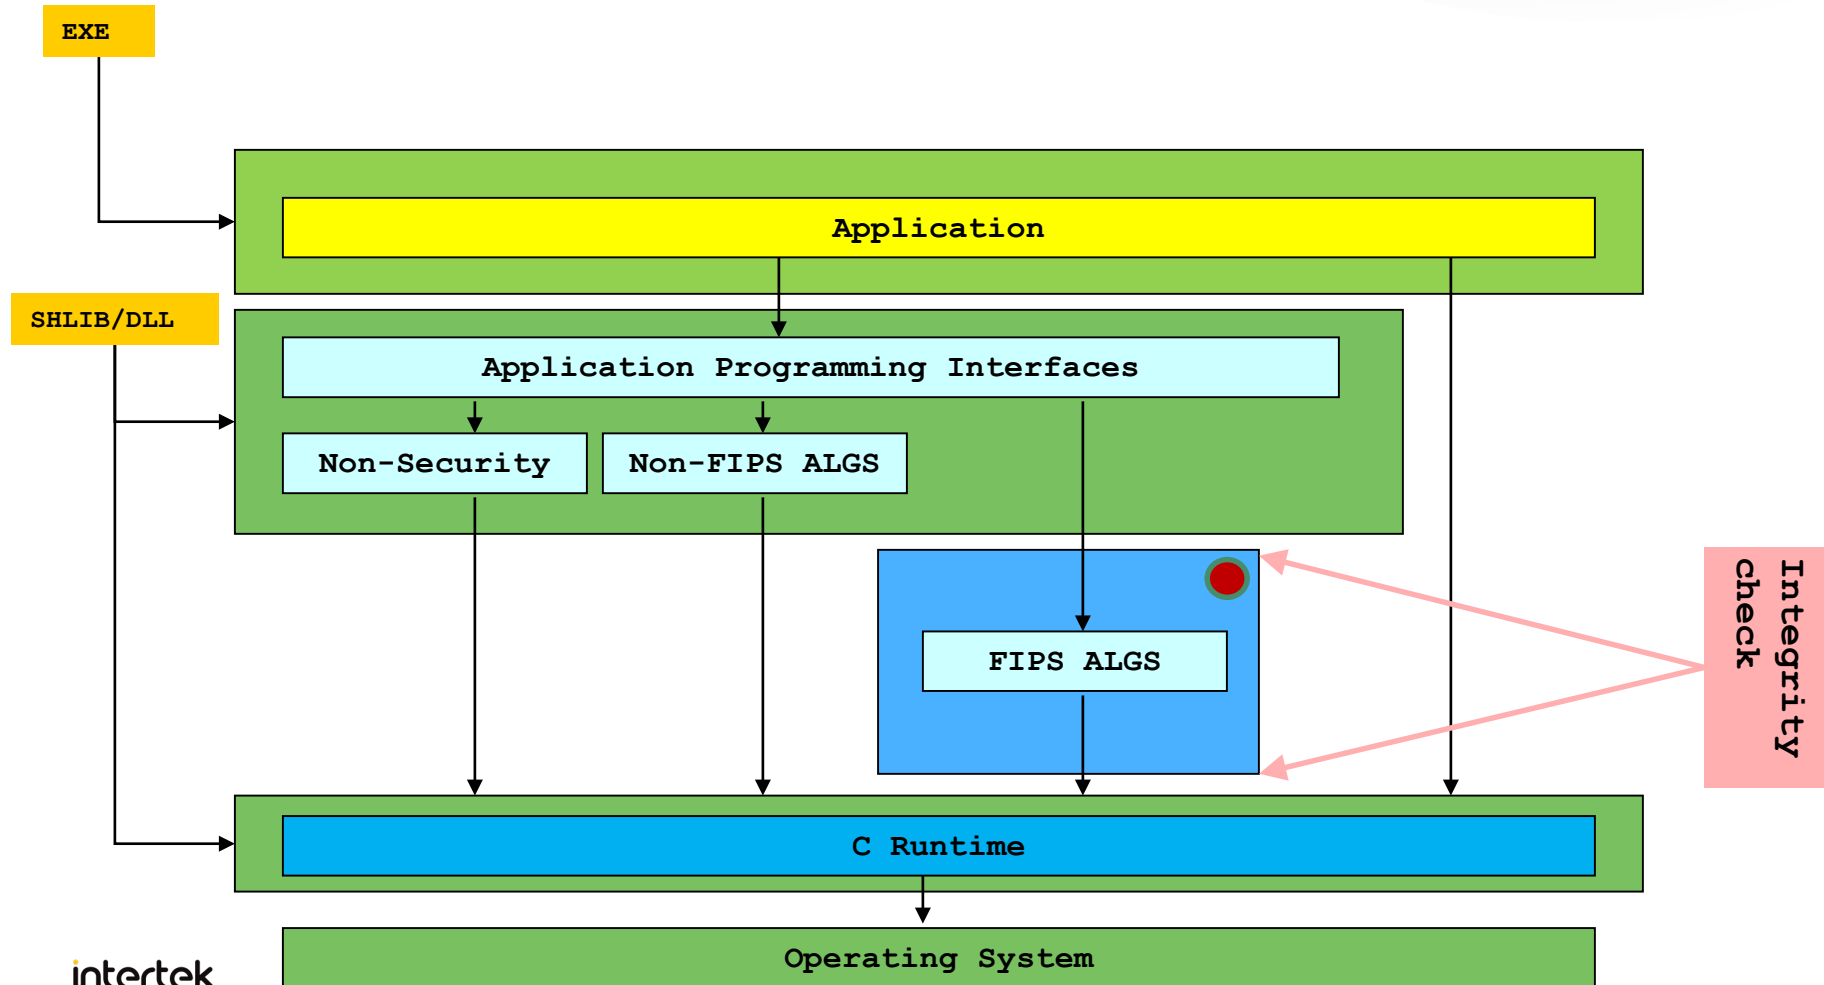 EXE
Application
SHLIB/DLL
Application Programming Interfaces
Non-Security
Non-FIPS ALGS
FIPS ALGS
Integrity
check
C Runtime
Operating System
intertek